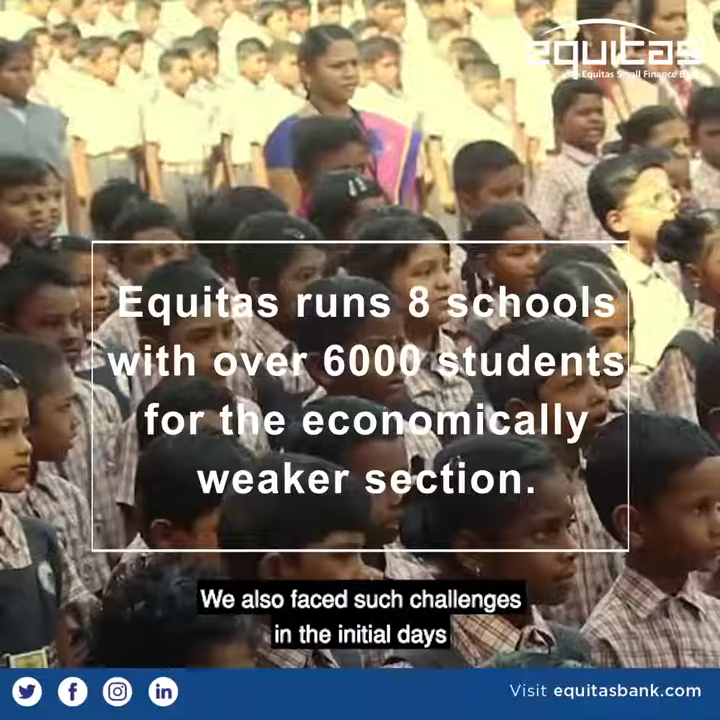 equitas
Equitas Small Finance Bank
Equitas runs 8 schools
with over 6000 students
for the economically
weaker section.
We also faced such challenges
in the initial days
Visit equitasbank.com